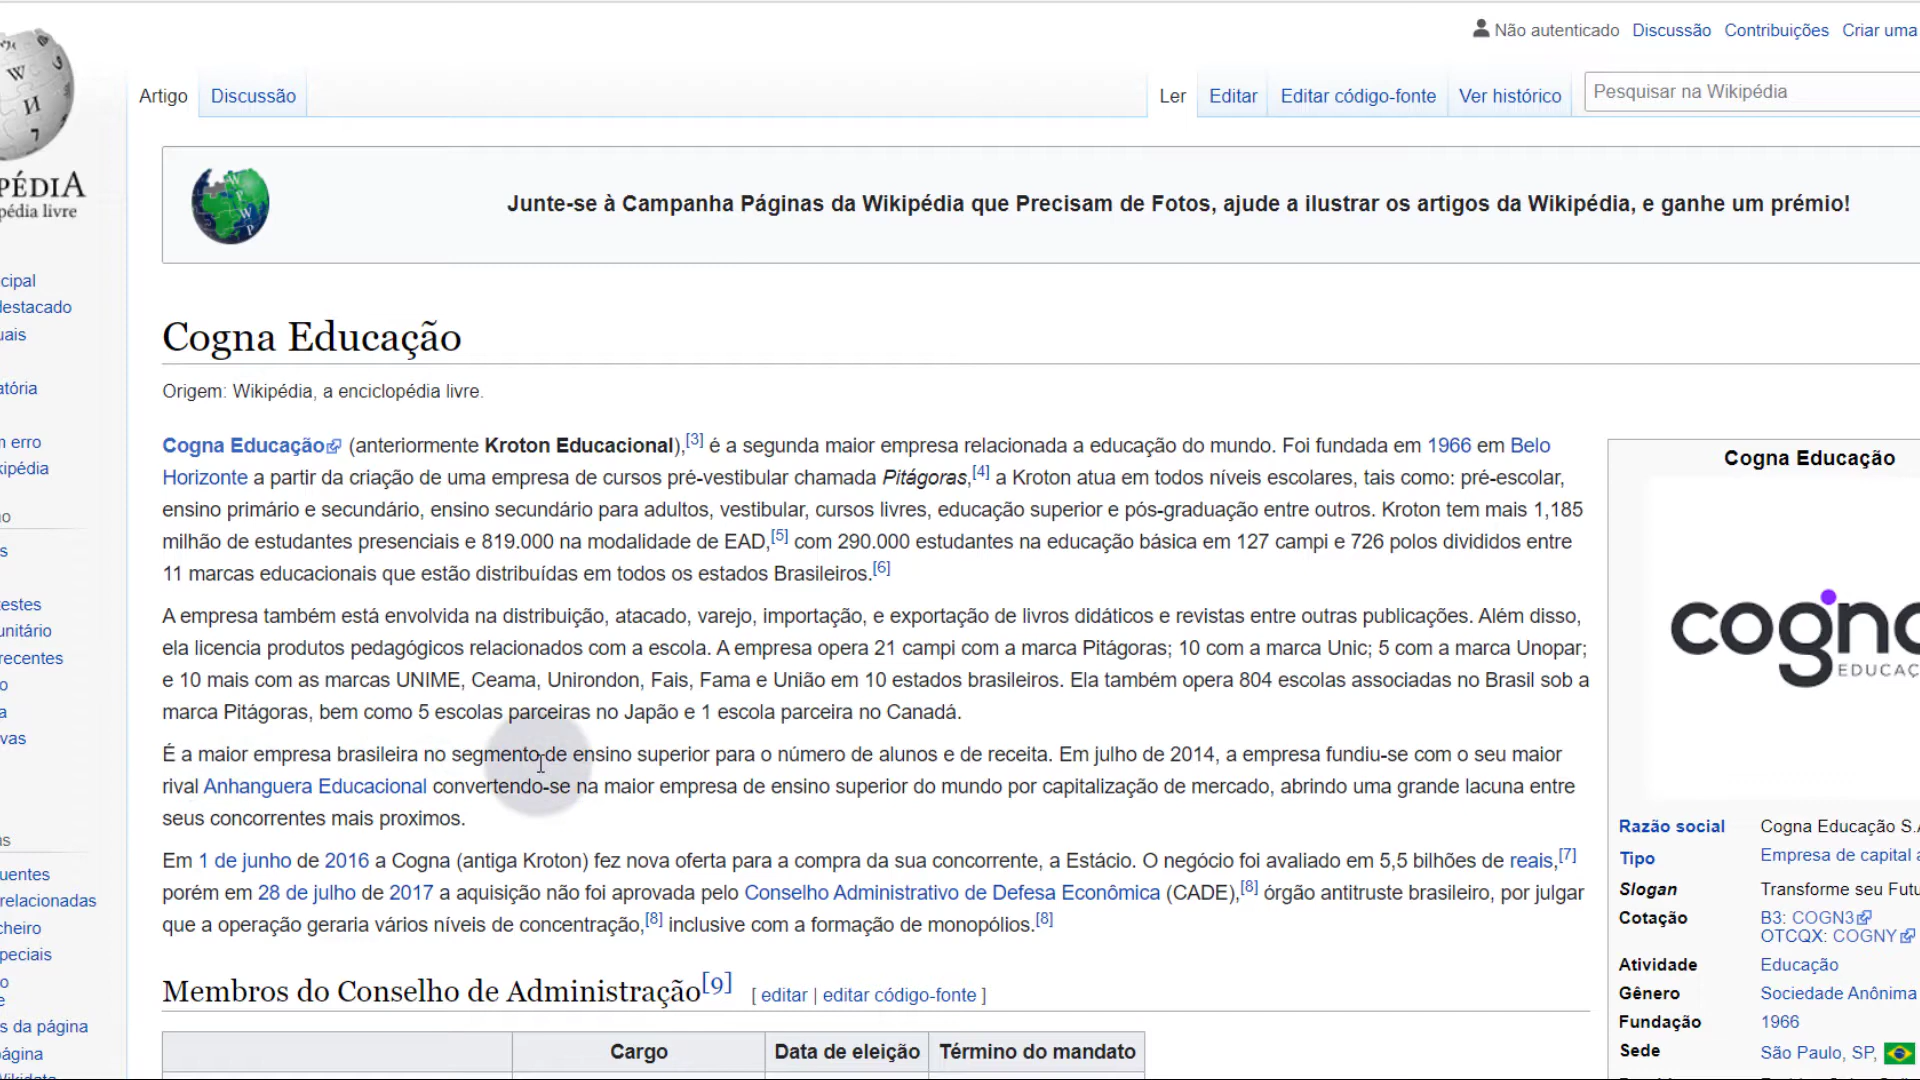 Não autenticado Discussão Contribuições Criar uma
Artigo Discussão Ler Editar Editar código-fonte Ver histórico Pesquisar na Wikipédia
PÉDIA
pédia livre
Junte-se à Campanha Páginas da Wikipédia que Precisam de Fotos, ajude a ilustrar os artigos da Wikipédia, e ganhe um prémio!
cipal
destacado
uais
atória
m erro
kipédia
o
s
testes
unitário
recentes
o
a
vas
ns
quentes
relacionadas
cheiro
peciais
o
e
s da página
página
Wikidata
Cogna Educação
Origem: Wikipédia, a enciclopédia livre.
Cogna Educação (anteriormente Kroton Educacional),[3] é a segunda maior empresa relacionada a educação do mundo. Foi fundada em 1966 em Belo
Horizonte a partir da criação de uma empresa de cursos pré-vestibular chamada Pitágoras,[4] a Kroton atua em todos níveis escolares, tais como: pré-escolar,
ensino primário e secundário, ensino secundário para adultos, vestibular, cursos livres, educação superior e pós-graduação entre outros. Kroton tem mais 1,185
milhão de estudantes presenciais e 819.000 na modalidade de EAD,[5] com 290.000 estudantes na educação básica em 127 campi e 726 polos divididos entre
11 marcas educacionais que estão distribuídas em todos os estados Brasileiros.[6]
A empresa também está envolvida na distribuição, atacado, varejo, importação, e exportação de livros didáticos e revistas entre outras publicações. Além disso,
ela licencia produtos pedagógicos relacionados com a escola. A empresa opera 21 campi com a marca Pitágoras; 10 com a marca Unic; 5 com a marca Unopar;
e 10 mais com as marcas UNIME, Ceama, Unirondon, Fais, Fama e União em 10 estados brasileiros. Ela também opera 804 escolas associadas no Brasil sob a
marca Pitágoras, bem como 5 escolas parceiras no Japão e 1 escola parceira no Canadá.
É a maior empresa brasileira no segmento de ensino superior para o número de alunos e de receita. Em julho de 2014, a empresa fundiu-se com o seu maior
rival Anhanguera Educacional convertendo-se na maior empresa de ensino superior do mundo por capitalização de mercado, abrindo uma grande lacuna entre
seus concorrentes mais proximos.
Em 1 de junho de 2016 a Cogna (antiga Kroton) fez nova oferta para a compra da sua concorrente, a Estácio. O negócio foi avaliado em 5,5 bilhões de reais,[7]
porém em 28 de julho de 2017 a aquisição não foi aprovada pelo Conselho Administrativo de Defesa Econômica (CADE),[8] órgão antitruste brasileiro, por julgar
que a operação geraria vários níveis de concentração,[8] inclusive com a formação de monopólios.[8]
Membros do Conselho de Administração[9] [ editar | editar código-fonte ]
Cargo Data de eleição Término do mandato
Cogna Educação
cogna
EDUCAÇ
Razão social Cogna Educação S.A
Tipo Empresa de capital a
Slogan Transforme seu Futu
Cotação B3: COGN3
OTCQX: COGNY
Atividade Educação
Gênero Sociedade Anônima
Fundação 1966
Sede São Paulo, SP,